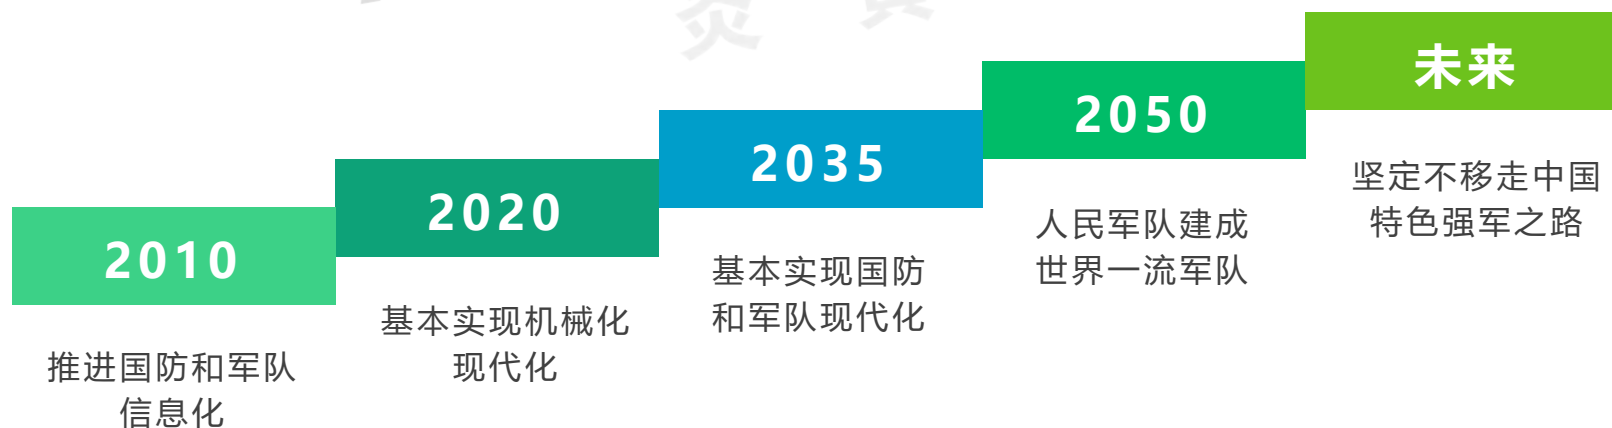 2010
推进国防和军队
信息化
2020
基本实现机械化
现代化
2035
基本实现国防
和军队现代化
2050
人民军队建成
世界一流军队
未来
坚定不移走中国
特色强军之路